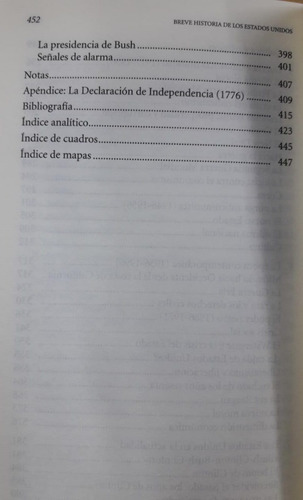 452 BREVE HISTORIA DE LOS ESTADOS UNIDOS
La presidencia de Bush 398
Señales de alarma 401
Notas 407
Apéndice: La Declaración de Independencia (1776) 409
Bibliografía 415
Índice analítico 423
Índice de cuadros 445
Índice de mapas 447